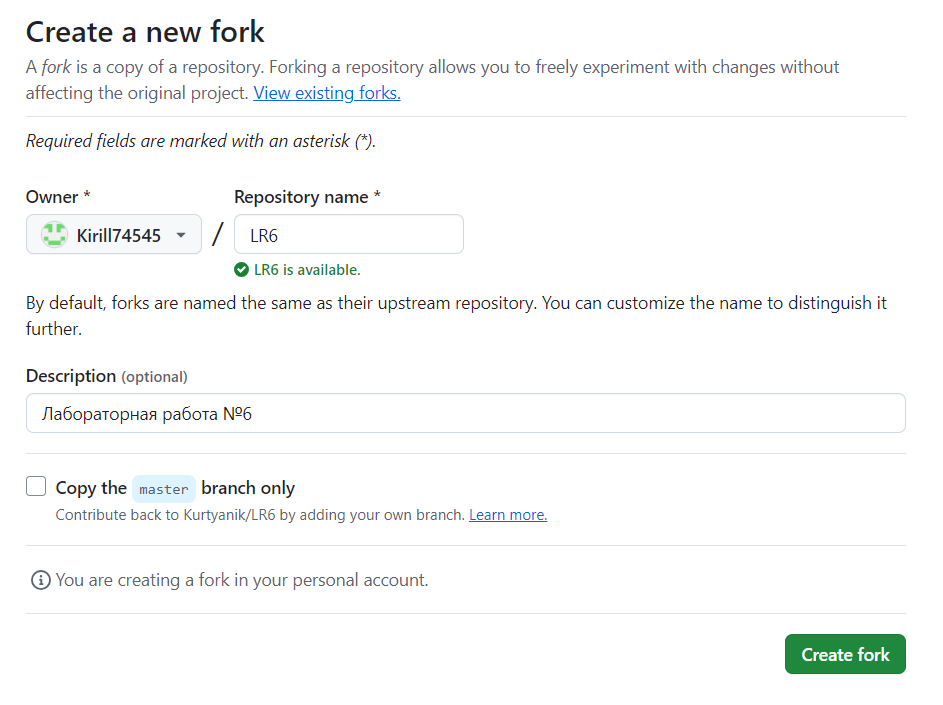 Create a new fork
A fork is a copy of a repository. Forking a repository allows you to freely experiment with changes without
affecting the original project. View existing forks.
Required fields are marked with an asterisk (*).
Owner *
Repository name *
Kirill74545
/
LR6
LR6 is available.
By default, forks are named the same as their upstream repository. You can customize the name to distinguish it
further.
Description (optional)
Лабораторная работа №6
Copy the master branch only
Contribute back to Kurtyanik/LR6 by adding your own branch. Learn more.
You are creating a fork in your personal account.
Create fork